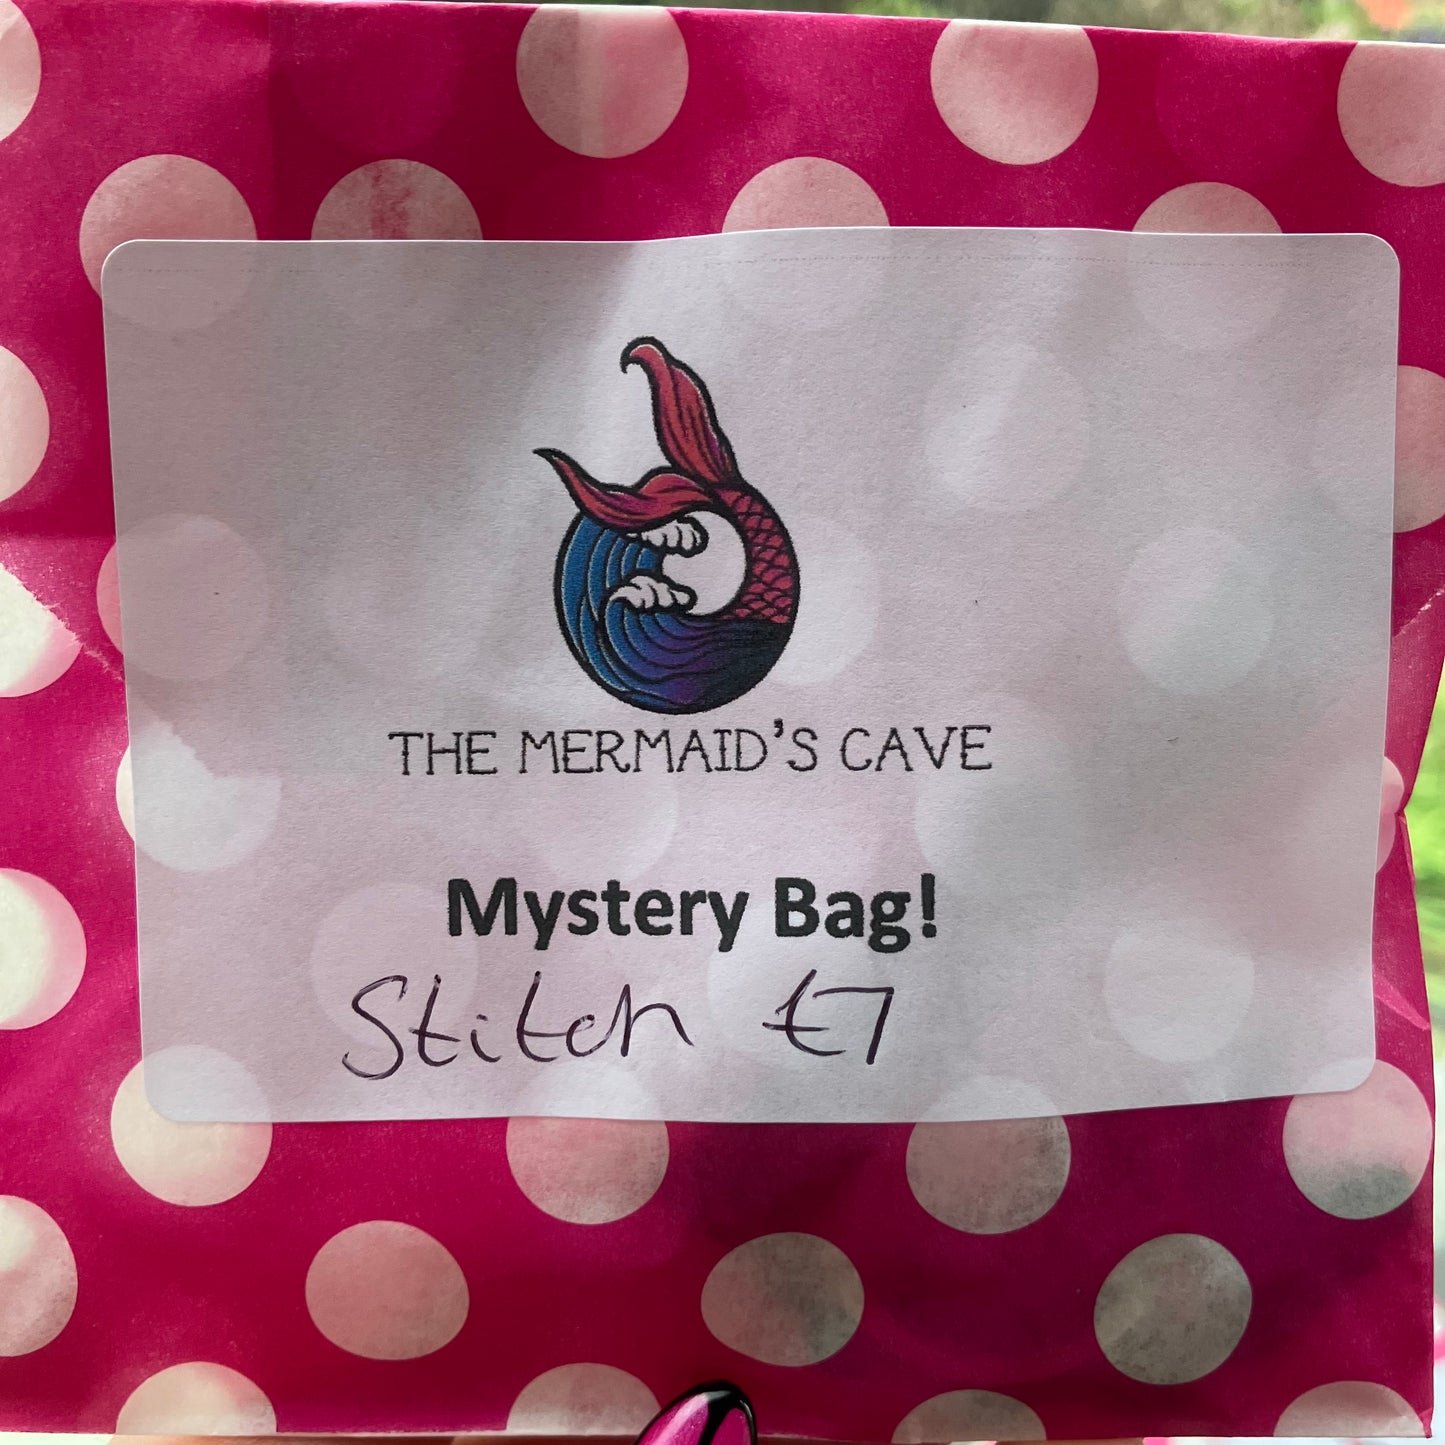 THE MERMAID'S CAVE
Mystery Bag!
Stitch £7